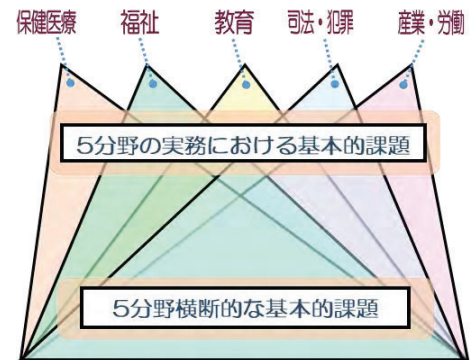 保健医療 福祉 教育 司法・犯罪 産業・労働
5分野の実務における基本的課題
5分野横断的な基本的課題